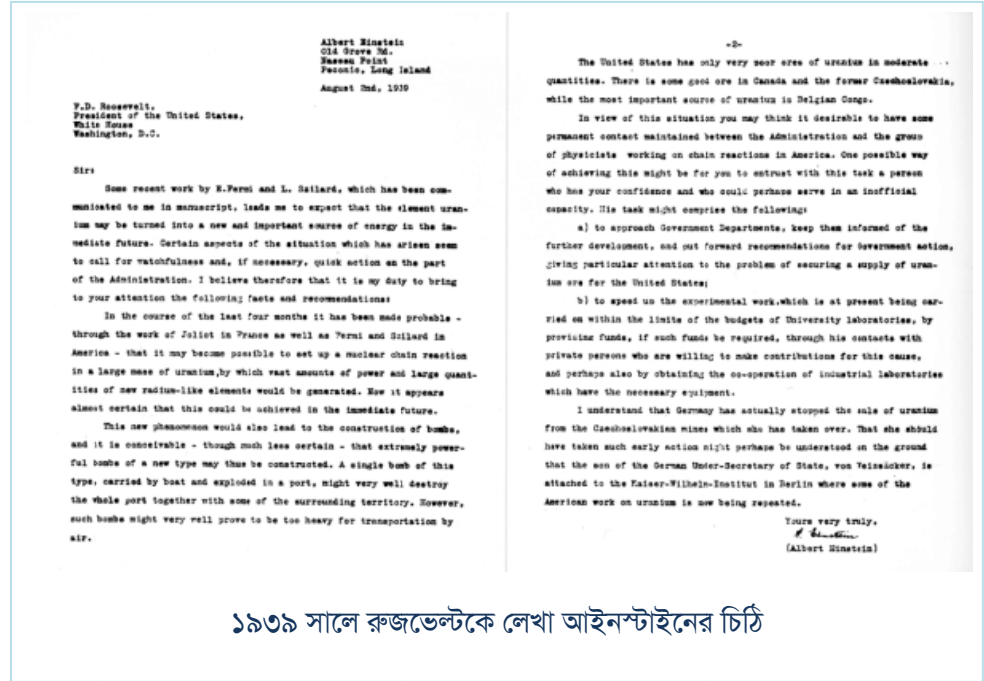 Albert Einstein
Old Grove Rd.
Nassau Point
Peconic, Long Island
August 2nd, 1939
F.D. Roosevelt,
President of the United States,
White House
Washington, D.C.
Sir:
Some recent work by E.Fermi and L. Szilard, which has been com-
municated to me in manuscript, leads me to expect that the element uran-
ium may be turned into a new and important source of energy in the im-
mediate future. Certain aspects of the situation which has arisen seem
to call for watchfulness and, if necessary, quick action on the part
of the Administration. I believe therefore that it is my duty to bring
to your attention the following facts and recommendations:
In the course of the last four months it has been made probable -
through the work of Joliot in France as well as Fermi and Szilard in
America - that it may become possible to set up a nuclear chain reaction
in a large mass of uranium,by which vast amounts of power and large quant-
ities of new radium-like elements would be generated. Now it appears
almost certain that this could be achieved in the immediate future.
This new phenomenon would also lead to the construction of bombs,
and it is conceivable - though much less certain - that extremely power-
ful bombs of a new type may thus be constructed. A single bomb of this
type, carried by boat and exploded in a port, might very well destroy
the whole port together with some of the surrounding territory. However,
such bombs might very well prove to be too heavy for transportation by
air.
-2-
The United States has only very poor ores of uranium in moderate
quantities. There is some good ore in Canada and the former Czechoslovakia,
while the most important source of uranium is Belgian Congo.
In view of this situation you may think it desirable to have some
permanent contact maintained between the Administration and the group
of physicists working on chain reactions in America. One possible way
of achieving this might be for you to entrust with this task a person
who has your confidence and who could perhaps serve in an inofficial
capacity. His task might comprise the following:
a) to approach Government Departments, keep them informed of the
further development, and put forward recommendations for Government action,
giving particular attention to the problem of securing a supply of uran-
ium ore for the United States;
b) to speed up the experimental work,which is at present being car-
ried on within the limits of the budgets of University laboratories, by
providing funds, if such funds be required, through his contacts with
private persons who are willing to make contributions for this cause,
and perhaps also by obtaining the co-operation of industrial laboratories
which have the necessary equipment.
I understand that Germany has actually stopped the sale of uranium
from the Czechoslovakian mines which she has taken over. That she should
have taken such early action might perhaps be understood on the ground
that the son of the German Under-Secretary of State, von Weizsäcker, is
attached to the Kaiser-Wilhelm-Institut in Berlin where some of the
American work on uranium is now being repeated.
Yours very truly,
A. Einstein
(Albert Einstein)
১৯৩৯ সালে রুজভেল্টকে লেখা আইনস্টাইনের চিঠি